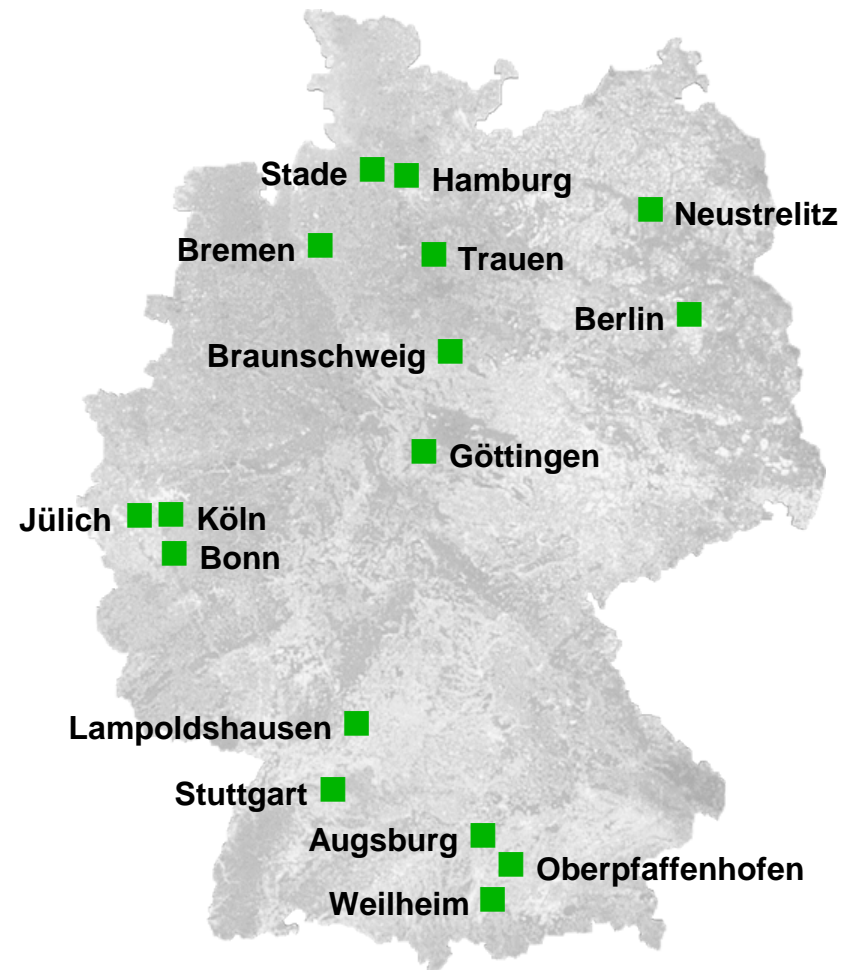 Stade
Hamburg
Neustrelitz
Bremen
Trauen
Berlin
Braunschweig
Göttingen
Jülich
Köln
Bonn
Lampoldshausen
Stuttgart
Augsburg
Oberpfaffenhofen
Weilheim